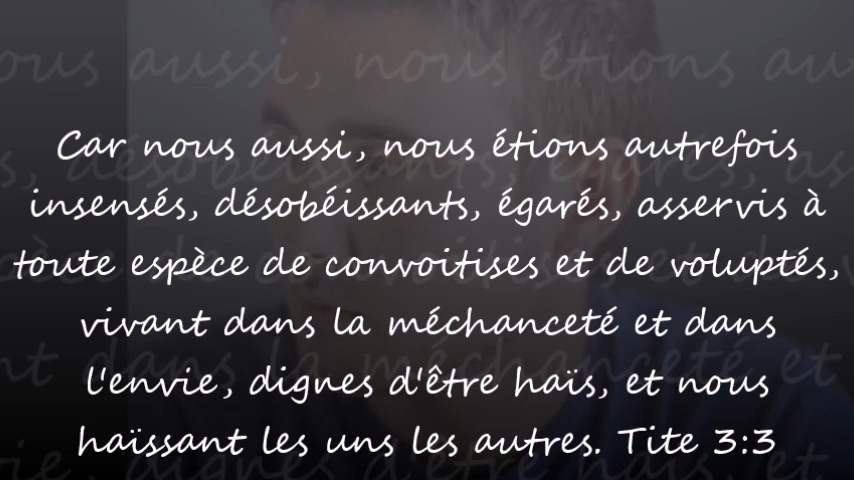 Car nous aussi, nous étions autrefois
insensés, désobéissants, égarés, asservis à
toute espèce de convoitises et de voluptés,
vivant dans la méchanceté et dans
l'envie, dignes d'être haïs, et nous
haïssant les uns les autres. Tite 3:3